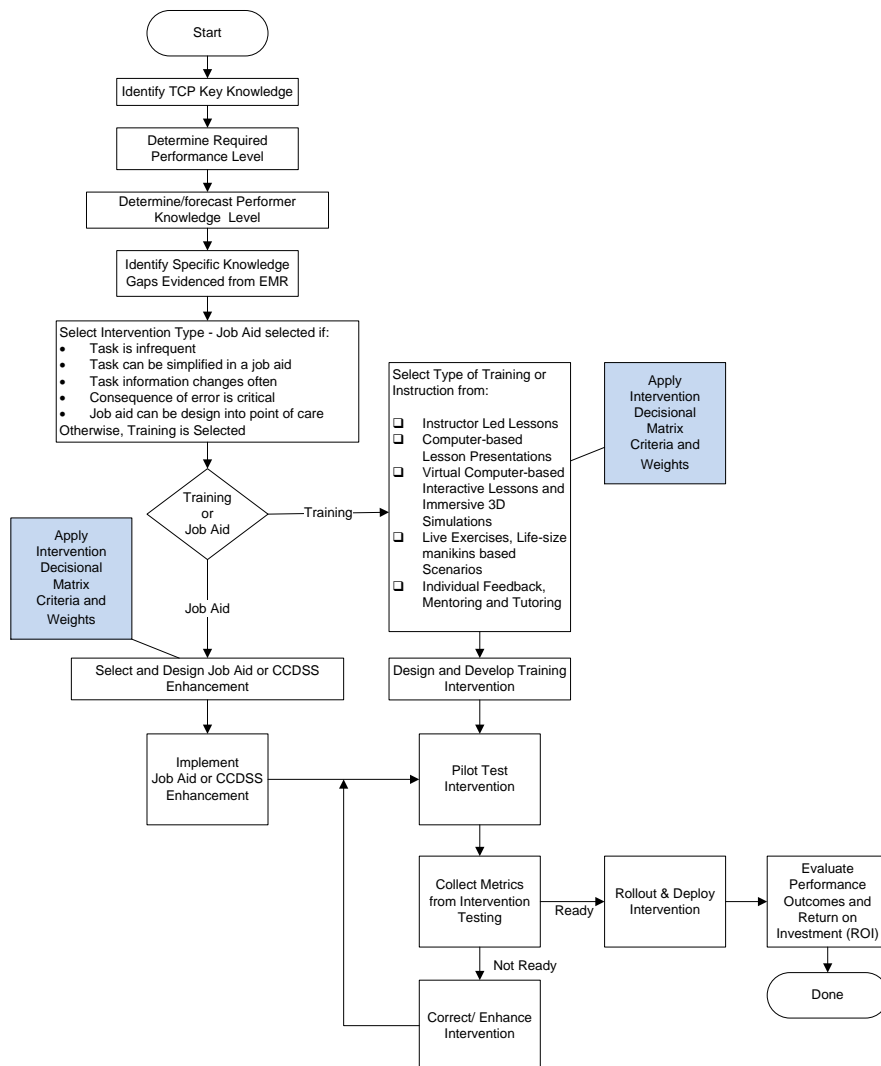 Start
Identify TCP Key Knowledge
Determine Required
Performance Level
Determine/forecast Performer
Knowledge Level
Identify Specific Knowledge
Gaps Evidenced from EMR
Select Intervention Type - Job Aid selected if:
• Task is infrequent
• Task can be simplified in a job aid
• Task information changes often
• Consequence of error is critical
• Job aid can be design into point of care
Otherwise, Training is Selected
Training
or
Job Aid
Training
Select Type of Training or
Instruction from:
❑ Instructor Led Lessons
❑ Computer-based
Lesson Presentations
❑ Virtual Computer-based
Interactive Lessons and
Immersive 3D
Simulations
❑ Live Exercises, Life-size
manikins based
Scenarios
❑ Individual Feedback,
Mentoring and Tutoring
Apply
Intervention
Decisional
Matrix
Criteria and
Weights
Apply
Intervention
Decisional
Matrix
Criteria and
Weights
Job Aid
Select and Design Job Aid or CCDSS
Enhancement
Design and Develop Training
Intervention
Implement
Job Aid or CCDSS
Enhancement
Pilot Test
Intervention
Collect Metrics
from Intervention
Testing
Ready
Rollout & Deploy
Intervention
Evaluate
Performance
Outcomes and
Return on
Investment (ROI)
Not Ready
Correct/ Enhance
Intervention
Done